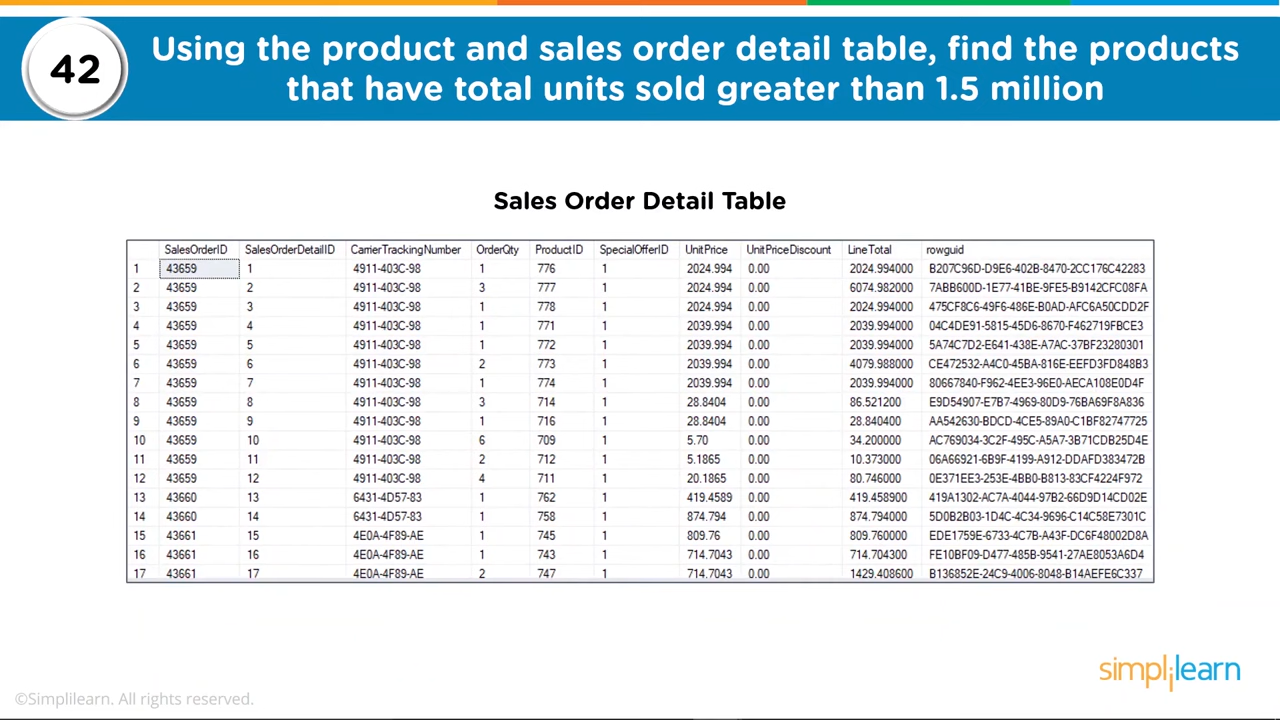 42
Using the product and sales order detail table, find the products
that have total units sold greater than 1.5 million
Sales Order Detail Table
SalesOrderID SalesOrderDetailID CarrierTrackingNumber OrderQty ProductID SpecialOfferID UnitPrice UnitPriceDiscount LineTotal rowguid
1 43659 1 4911-403C-98 1 776 1 2024.994 0.00 2024.994000 B207C96D-D9E6-402B-8470-2CC176C42283
2 43659 2 4911-403C-98 3 777 1 2024.994 0.00 6074.982000 7ABB600D-1E77-41BE-9FE5-B9142CFC08FA
3 43659 3 4911-403C-98 1 778 1 2024.994 0.00 2024.994000 475CF8C6-49F6-486E-B0AD-AFC6A50CDD2F
4 43659 4 4911-403C-98 1 771 1 2039.994 0.00 2039.994000 04C4DE91-5815-45D6-8670-F462719FBCE3
5 43659 5 4911-403C-98 1 772 1 2039.994 0.00 2039.994000 5A74C7D2-E641-438E-A7AC-37BF23280301
6 43659 6 4911-403C-98 2 773 1 2039.994 0.00 4079.988000 CE472532-A4C0-45BA-816E-EEFD3FD848B3
7 43659 7 4911-403C-98 1 774 1 2039.994 0.00 2039.994000 80667840-F962-4EE3-96E0-AECA108E0D4F
8 43659 8 4911-403C-98 3 714 1 28.8404 0.00 86.521200 E9D54907-E7B7-4969-80D9-76BA69F8A836
9 43659 9 4911-403C-98 1 716 1 28.8404 0.00 28.840400 AA542630-BDCD-4CE5-89A0-C1BF82747725
10 43659 10 4911-403C-98 6 709 1 5.70 0.00 34.200000 AC769034-3C2F-495C-A5A7-3B71CDB25D4E
11 43659 11 4911-403C-98 2 712 1 5.1865 0.00 10.373000 06A66921-6B9F-4199-A912-DDAFD383472B
12 43659 12 4911-403C-98 4 711 1 20.1865 0.00 80.746000 0E371EE3-253E-4BB0-B813-83CF4224F972
13 43660 13 6431-4D57-83 1 762 1 419.4589 0.00 419.458900 419A1302-AC7A-4044-97B2-66D9D14CD02E
14 43660 14 6431-4D57-83 1 758 1 874.794 0.00 874.794000 5D0B2B03-1D4C-4C34-9696-C14C58E7301C
15 43661 15 4E0A-4F89-AE 1 745 1 809.76 0.00 809.760000 EDE1759E-6733-4C7B-A43F-DC6F48002D8A
16 43661 16 4E0A-4F89-AE 1 743 1 714.7043 0.00 714.704300 FE10BF09-D477-485B-9541-27AE8053A6D4
17 43661 17 4E0A-4F89-AE 2 747 1 714.7043 0.00 1429.408600 B136852E-24C9-4006-8048-B14AEFE6C337
simplilearn
©Simplilearn. All rights reserved.